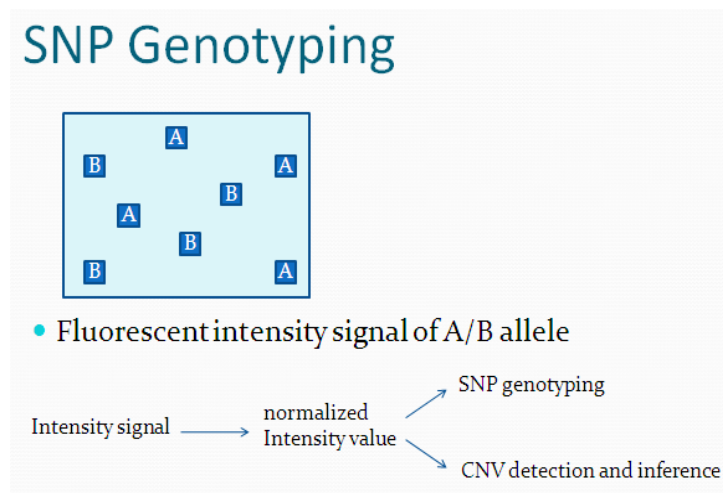 SNP Genotyping
A
B
A
B
A
B
B
A
• Fluorescent intensity signal of A/B allele
SNP genotyping
normalized
Intensity signal
Intensity value
CNV detection and inference